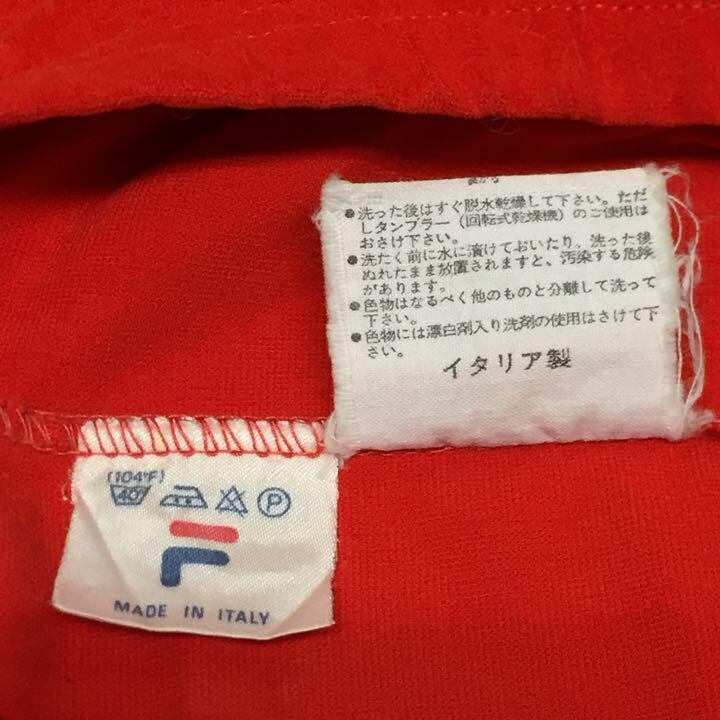 ●洗った後はすぐ脱水乾燥して下さい。ただ
しタンブラー（回転式乾燥機）のご使用は
おさけ下さい。
●洗たく前に水に漬けておいたり、洗った後
ぬれたまま放置されますと、汚染する危険
があります。
●色物はなるべく他のものと分離して洗って
下さい。
●色物には漂白剤入り洗剤の使用はさけて下
さい。
イタリア製
(104°F)
40° P
MADE IN ITALY